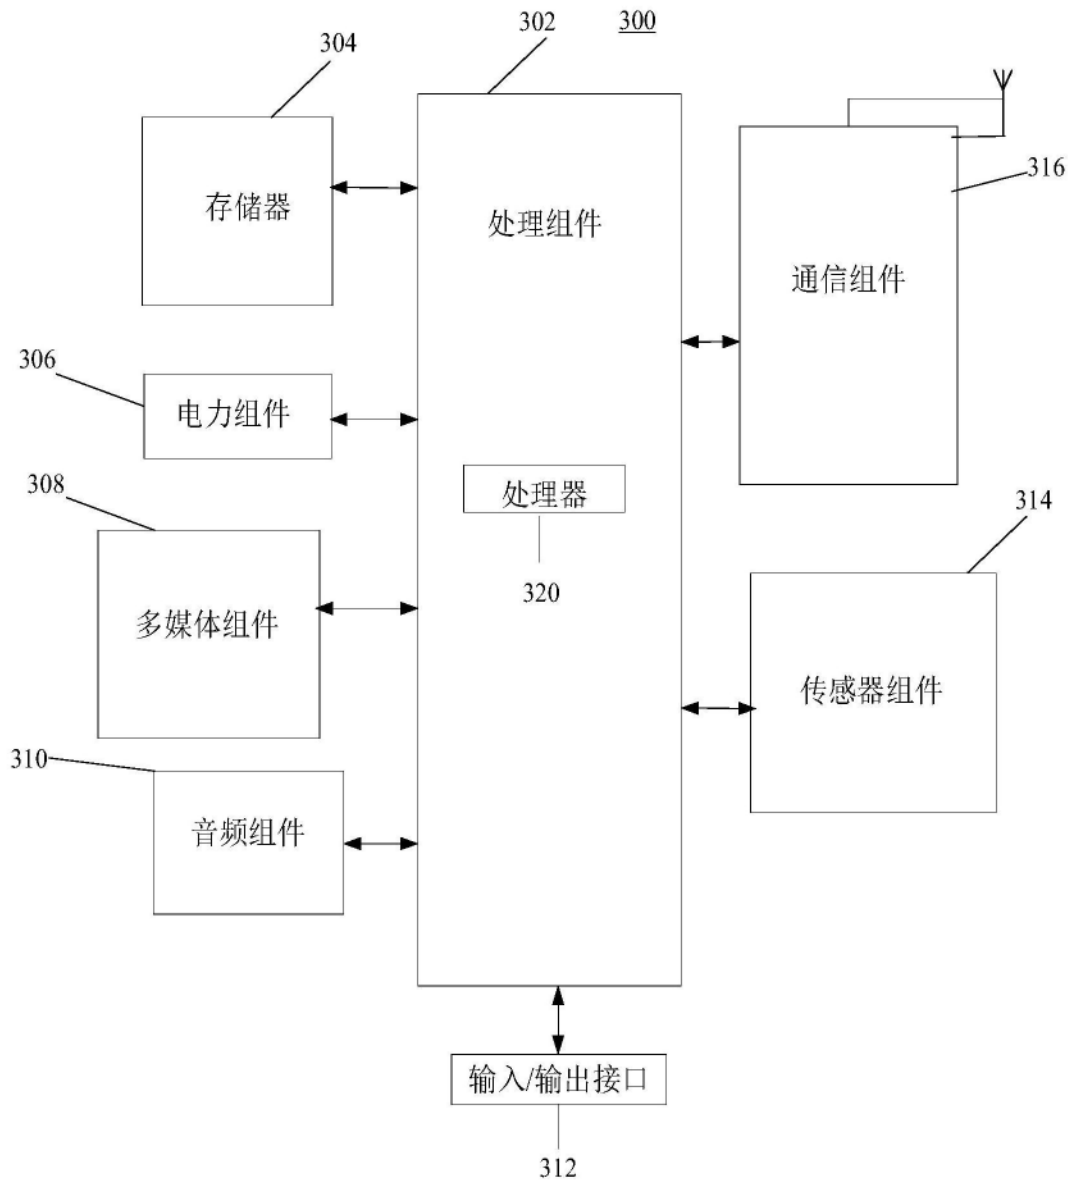 302
300
304
316
存储器
处理组件
通信组件
306
电力组件
308
处理器
314
320
多媒体组件
传感器组件
310
音频组件
输入/输出接口
312